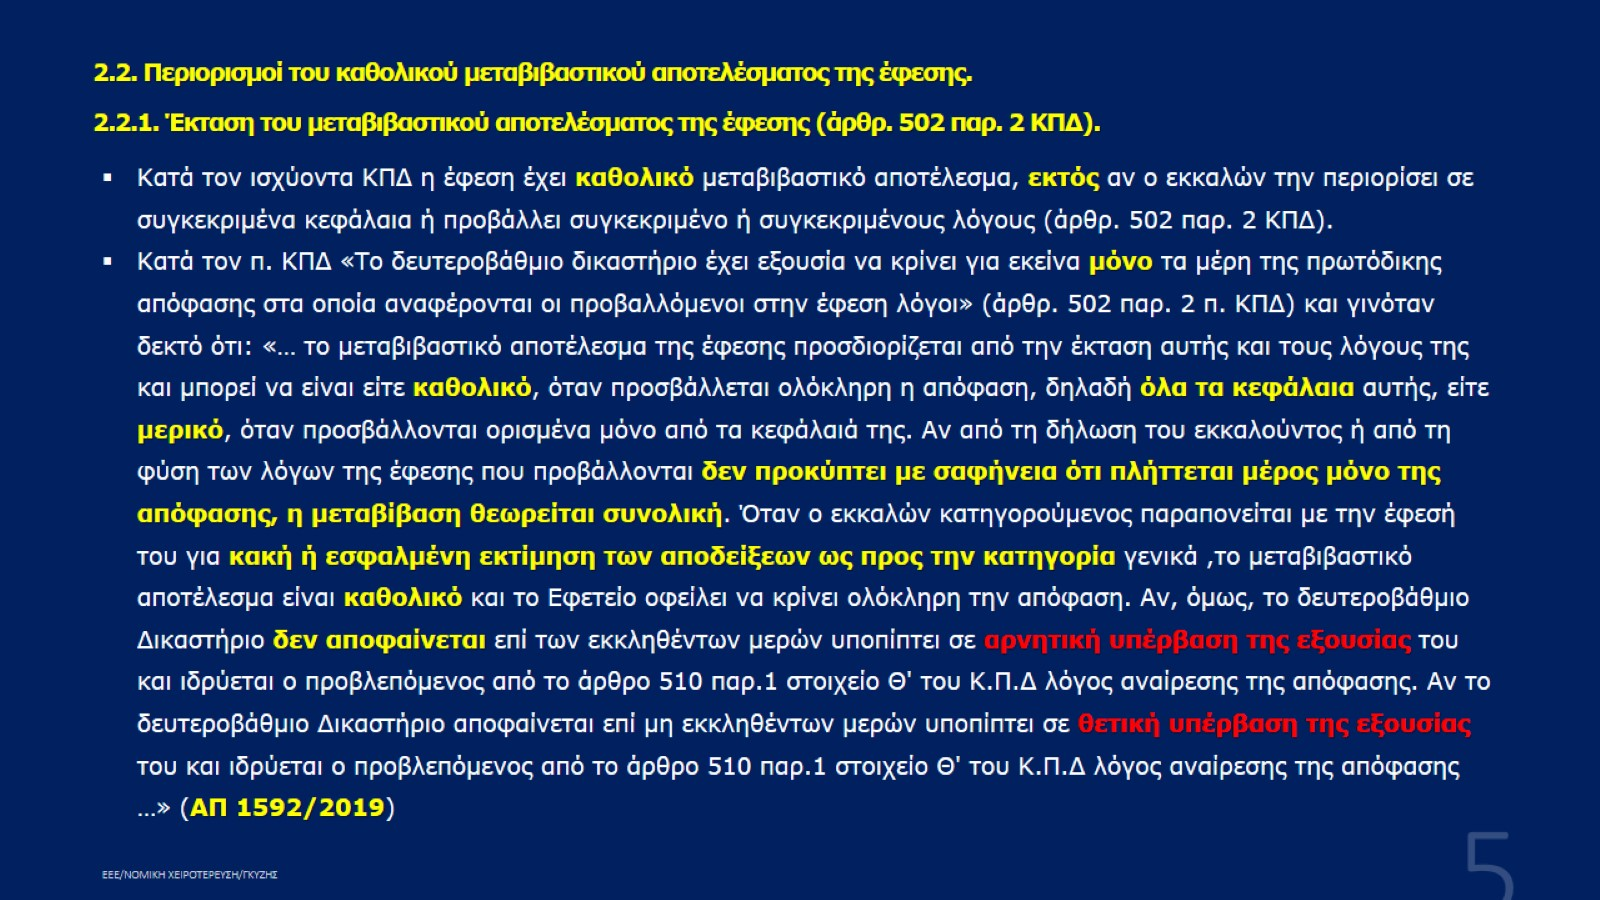 2.2. Περιορισμοί του καθολικού μεταβιβαστικού αποτελέσματος της έφεσης.
2.2.1. Έκταση του μεταβιβαστικού αποτελέσματος της έφεσης (άρθρ. 502 παρ. 2 ΚΠΔ).
▪ Κατά τον ισχύοντα ΚΠΔ η έφεση έχει καθολικό μεταβιβαστικό αποτέλεσμα, εκτός αν ο εκκαλών την περιορίσει σε
συγκεκριμένα κεφάλαια ή προβάλλει συγκεκριμένο ή συγκεκριμένους λόγους (άρθρ. 502 παρ. 2 ΚΠΔ).
▪ Κατά τον π. ΚΠΔ «Το δευτεροβάθμιο δικαστήριο έχει εξουσία να κρίνει για εκείνα μόνο τα μέρη της πρωτόδικης
απόφασης στα οποία αναφέρονται οι προβαλλόμενοι στην έφεση λόγοι» (άρθρ. 502 παρ. 2 π. ΚΠΔ) και γινόταν
δεκτό ότι: «... το μεταβιβαστικό αποτέλεσμα της έφεσης προσδιορίζεται από την έκταση αυτής και τους λόγους της
και μπορεί να είναι είτε καθολικό, όταν προσβάλλεται ολόκληρη η απόφαση, δηλαδή όλα τα κεφάλαια αυτής, είτε
μερικό, όταν προσβάλλονται ορισμένα μόνο από τα κεφάλαιά της. Αν από τη δήλωση του εκκαλούντος ή από τη
φύση των λόγων της έφεσης που προβάλλονται δεν προκύπτει με σαφήνεια ότι πλήττεται μέρος μόνο της
απόφασης, η μεταβίβαση θεωρείται συνολική. Όταν ο εκκαλών κατηγορούμενος παραπονείται με την έφεσή
του για κακή ή εσφαλμένη εκτίμηση των αποδείξεων ως προς την κατηγορία γενικά ,το μεταβιβαστικό
αποτέλεσμα είναι καθολικό και το Εφετείο οφείλει να κρίνει ολόκληρη την απόφαση. Αν, όμως, το δευτεροβάθμιο
Δικαστήριο δεν αποφαίνεται επί των εκκληθέντων μερών υποπίπτει σε αρνητική υπέρβαση της εξουσίας του
και ιδρύεται ο προβλεπόμενος από το άρθρο 510 παρ.1 στοιχείο Θ' του Κ.Π.Δ λόγος αναίρεσης της απόφασης. Αν το
δευτεροβάθμιο Δικαστήριο αποφαίνεται επί μη εκκληθέντων μερών υποπίπτει σε θετική υπέρβαση της εξουσίας
του και ιδρύεται ο προβλεπόμενος από το άρθρο 510 παρ.1 στοιχείο Θ' του Κ.Π.Δ λόγος αναίρεσης της απόφασης
...» (ΑΠ 1592/2019)
ΕΕΕ/ΝΟΜΙΚΗ ΧΕΙΡΟΤΕΡΕΥΣΗ/ΓΚΥΖΗΣ
5